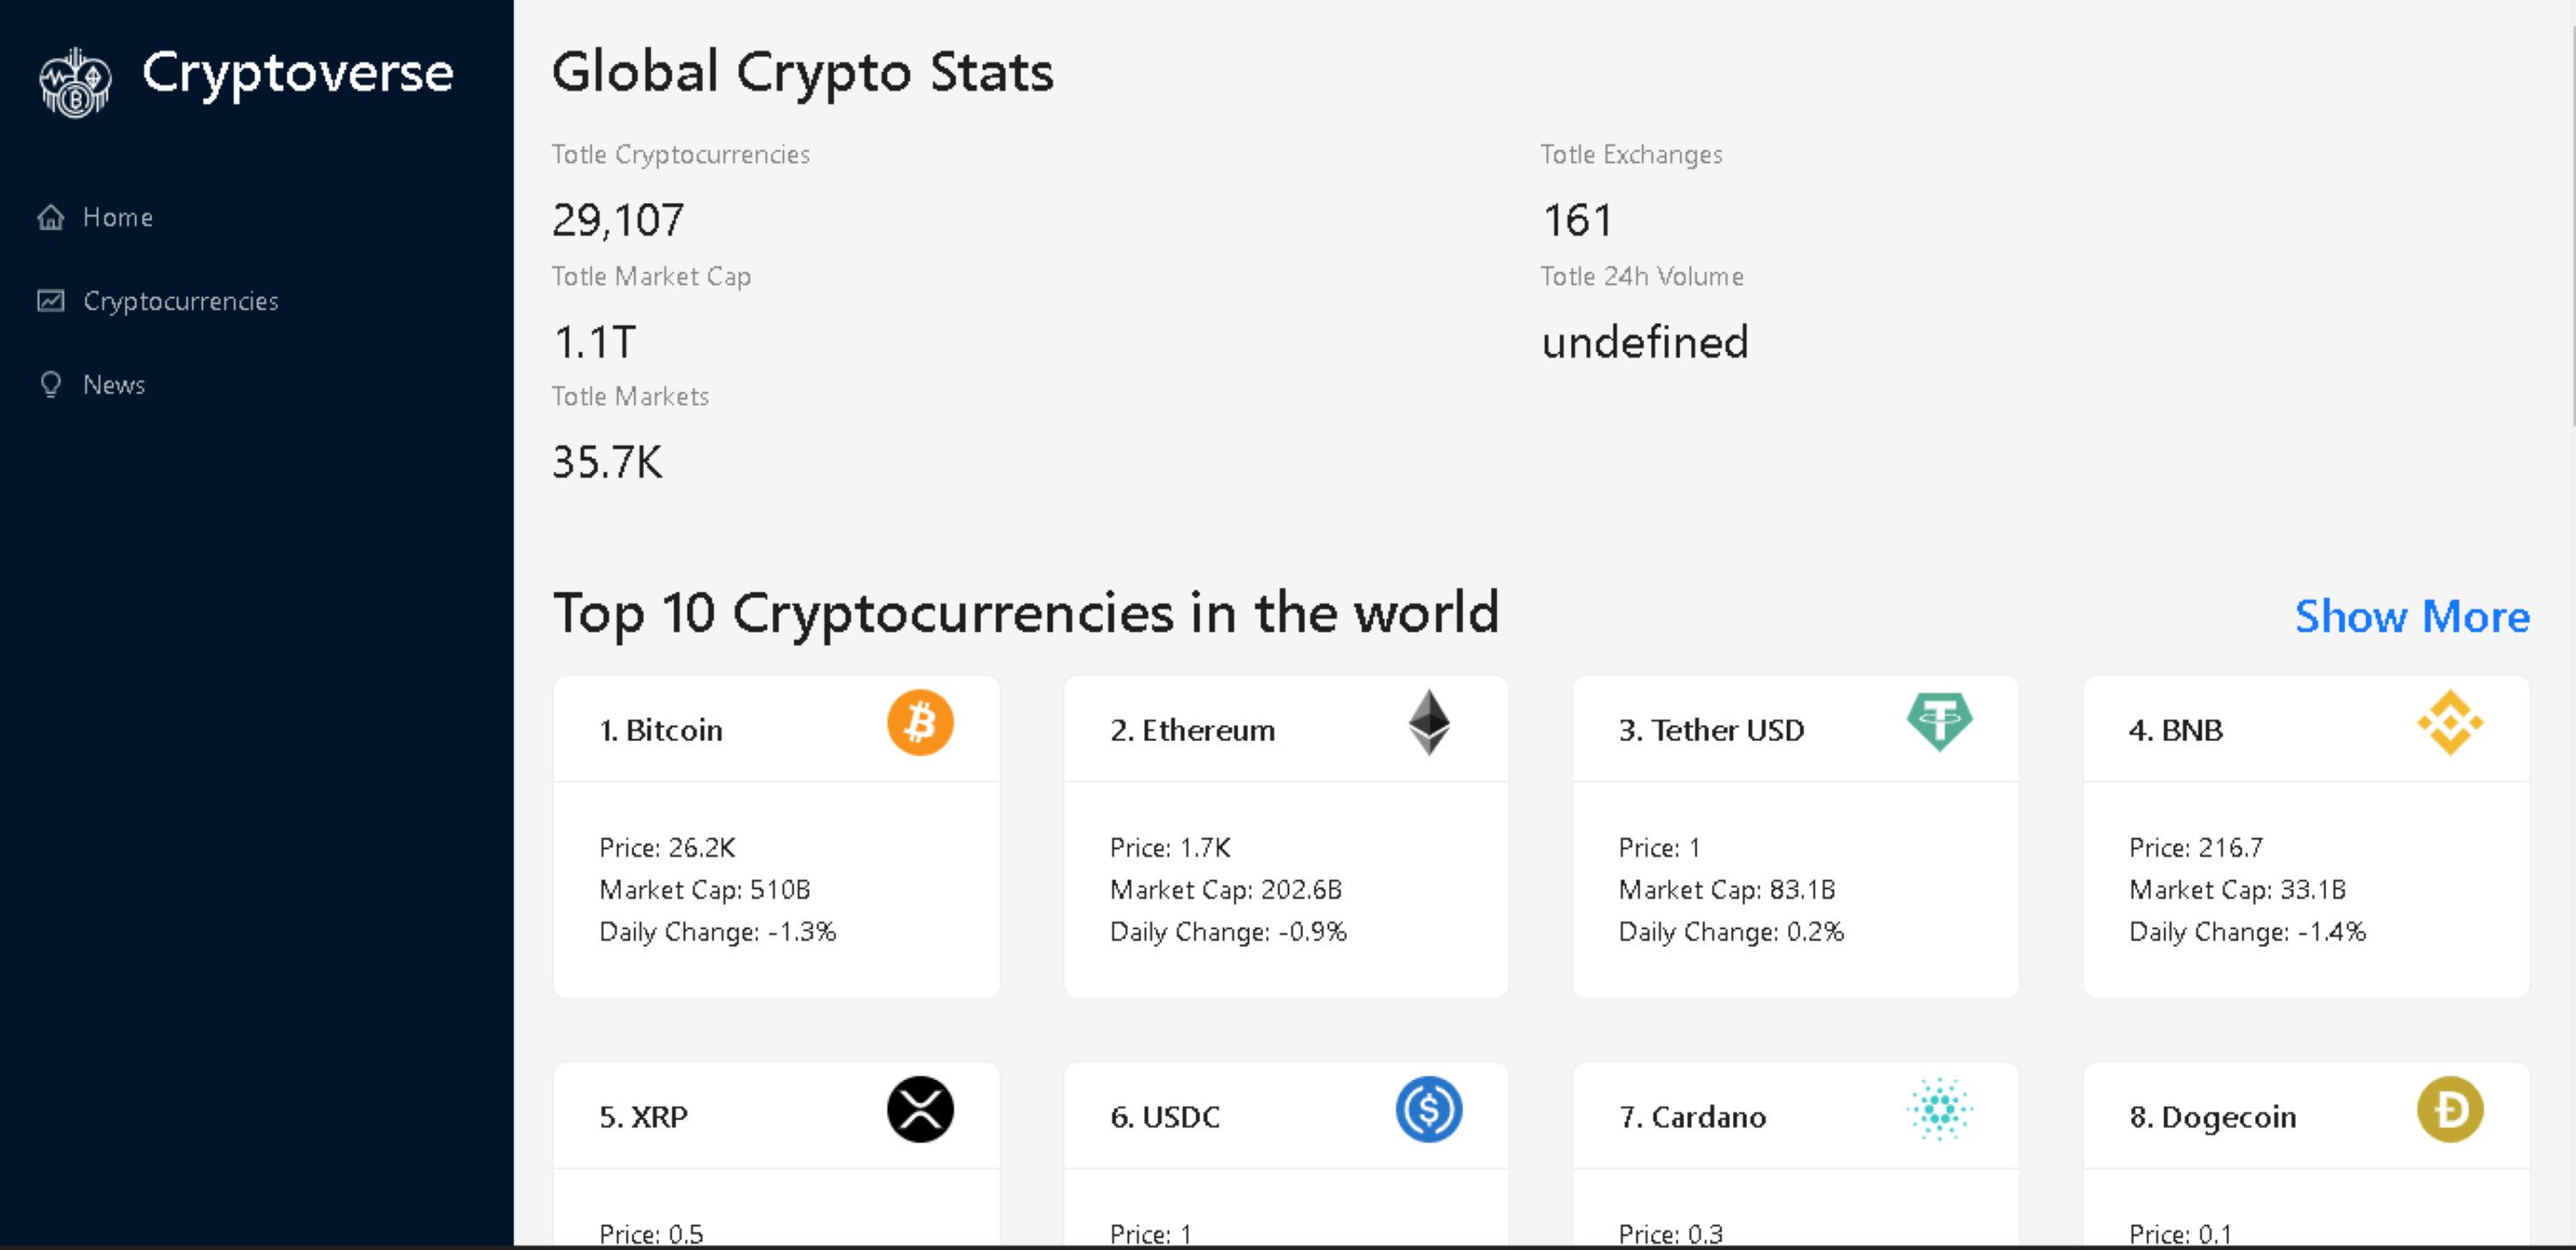 Cryptoverse
Home
Cryptocurrencies
News
Global Crypto Stats
Totle Cryptocurrencies
29,107
Totle Exchanges
161
Totle Market Cap
1.1T
Totle 24h Volume
undefined
Totle Markets
35.7K
Top 10 Cryptocurrencies in the world
Show More
1. Bitcoin
Price: 26.2K
Market Cap: 510B
Daily Change: -1.3%
2. Ethereum
Price: 1.7K
Market Cap: 202.6B
Daily Change: -0.9%
3. Tether USD
Price: 1
Market Cap: 83.1B
Daily Change: 0.2%
4. BNB
Price: 216.7
Market Cap: 33.1B
Daily Change: -1.4%
5. XRP
Price: 0.5
6. USDC
Price: 1
7. Cardano
Price: 0.3
8. Dogecoin
Price: 0.1